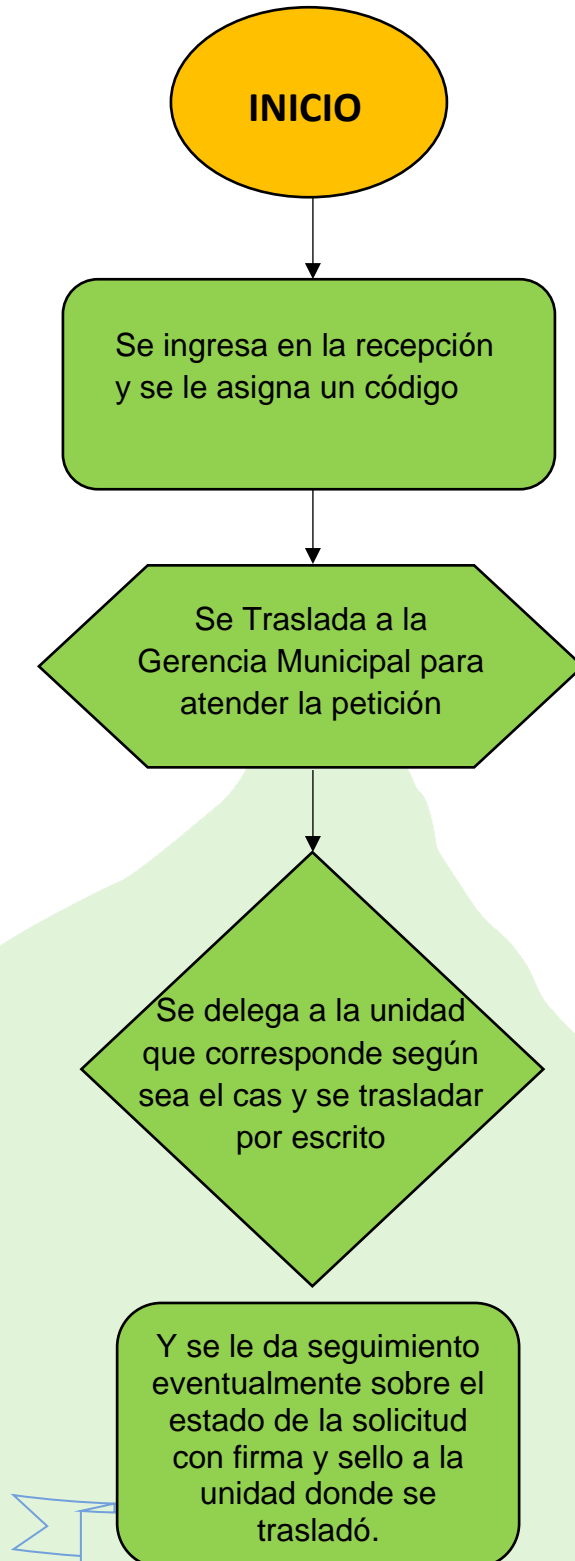 INICIO
Se ingresa en la recepción
y se le asigna un código
Se Traslada a la
Gerencia Municipal para
atender la petición
Se delega a la unidad
que corresponde según
sea el cas y se trasladar
por escrito
Y se le da seguimiento
eventualmente sobre el
estado de la solicitud
con firma y sello a la
unidad donde se
trasladó.